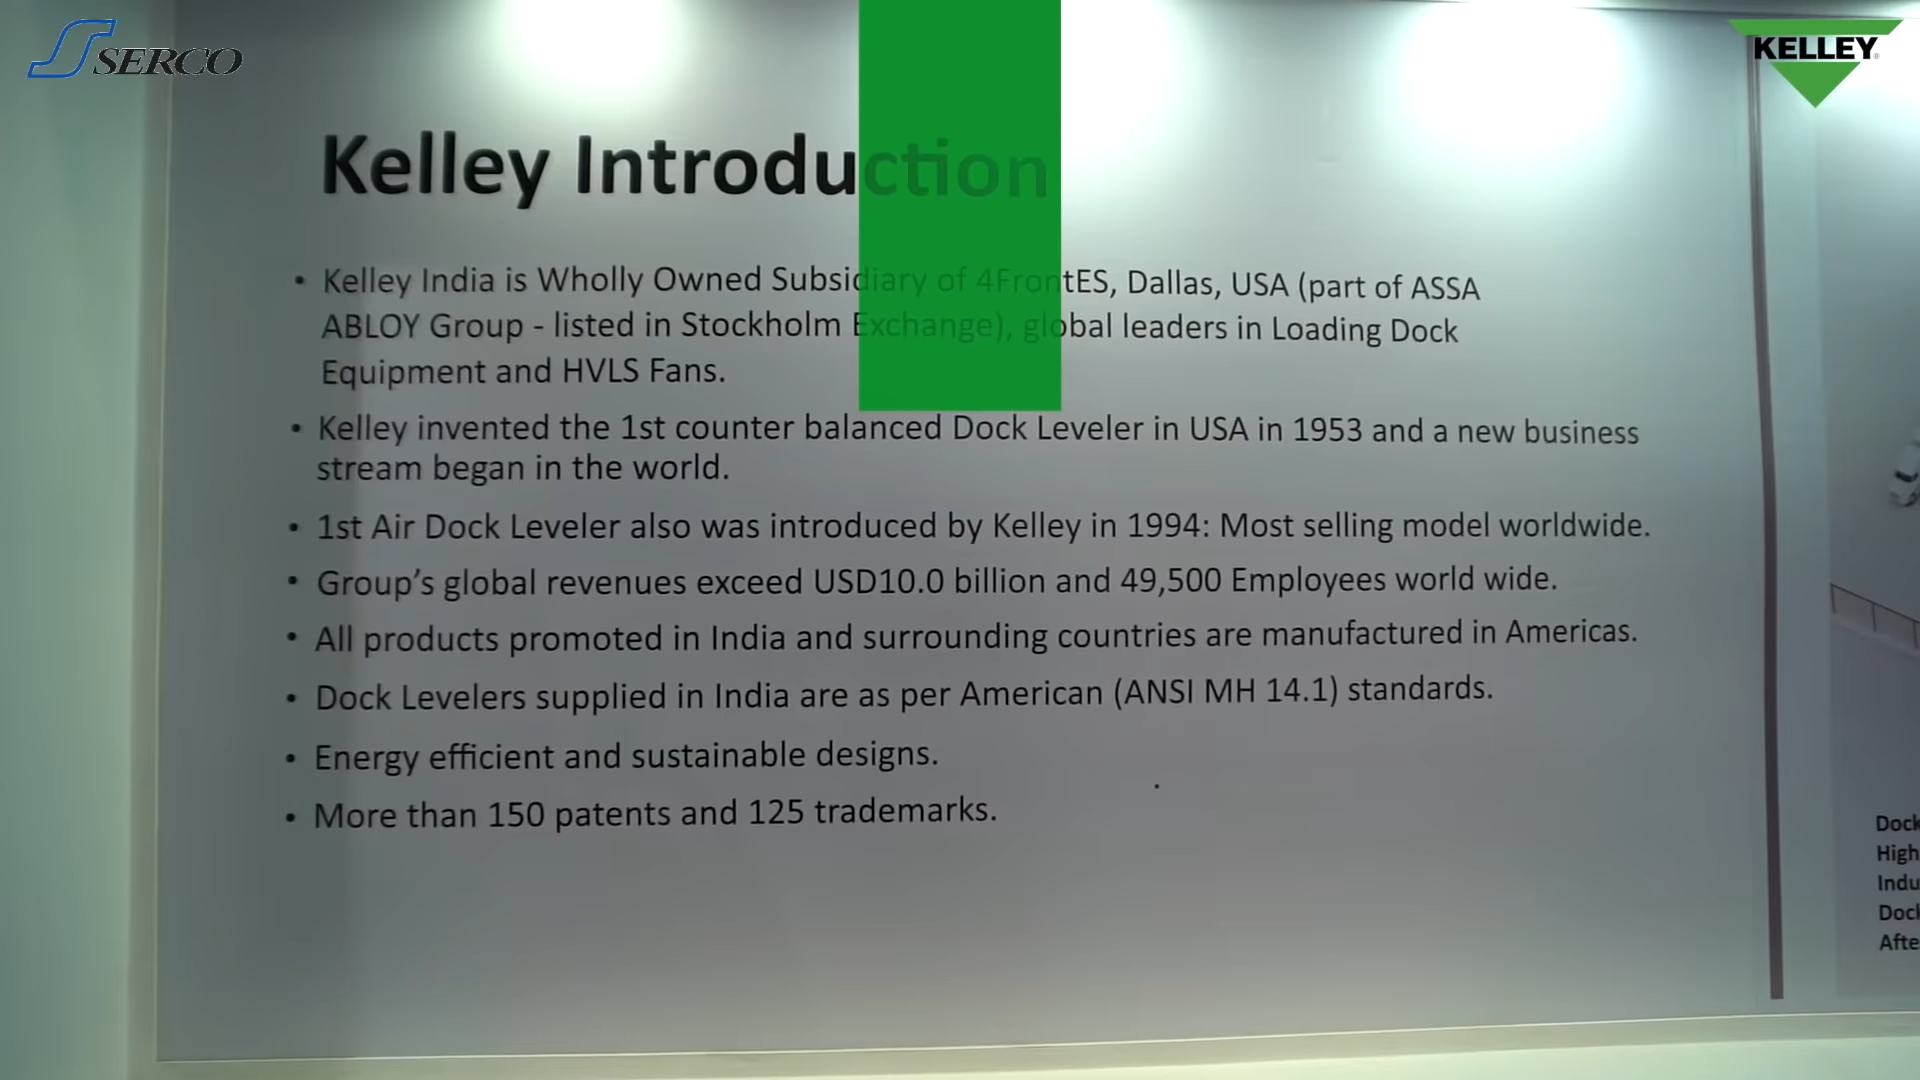 SERCO
KELLEY
Kelley Introduction
• Kelley India is Wholly Owned Subsidiary of 4FrontES, Dallas, USA (part of ASSA
ABLOY Group - listed in Stockholm Exchange), global leaders in Loading Dock
Equipment and HVLS Fans.
• Kelley invented the 1st counter balanced Dock Leveler in USA in 1953 and a new business
stream began in the world.
• 1st Air Dock Leveler also was introduced by Kelley in 1994: Most selling model worldwide.
• Group’s global revenues exceed USD10.0 billion and 49,500 Employees world wide.
• All products promoted in India and surrounding countries are manufactured in Americas.
• Dock Levelers supplied in India are as per American (ANSI MH 14.1) standards.
• Energy efficient and sustainable designs.
• More than 150 patents and 125 trademarks.
Dock
High